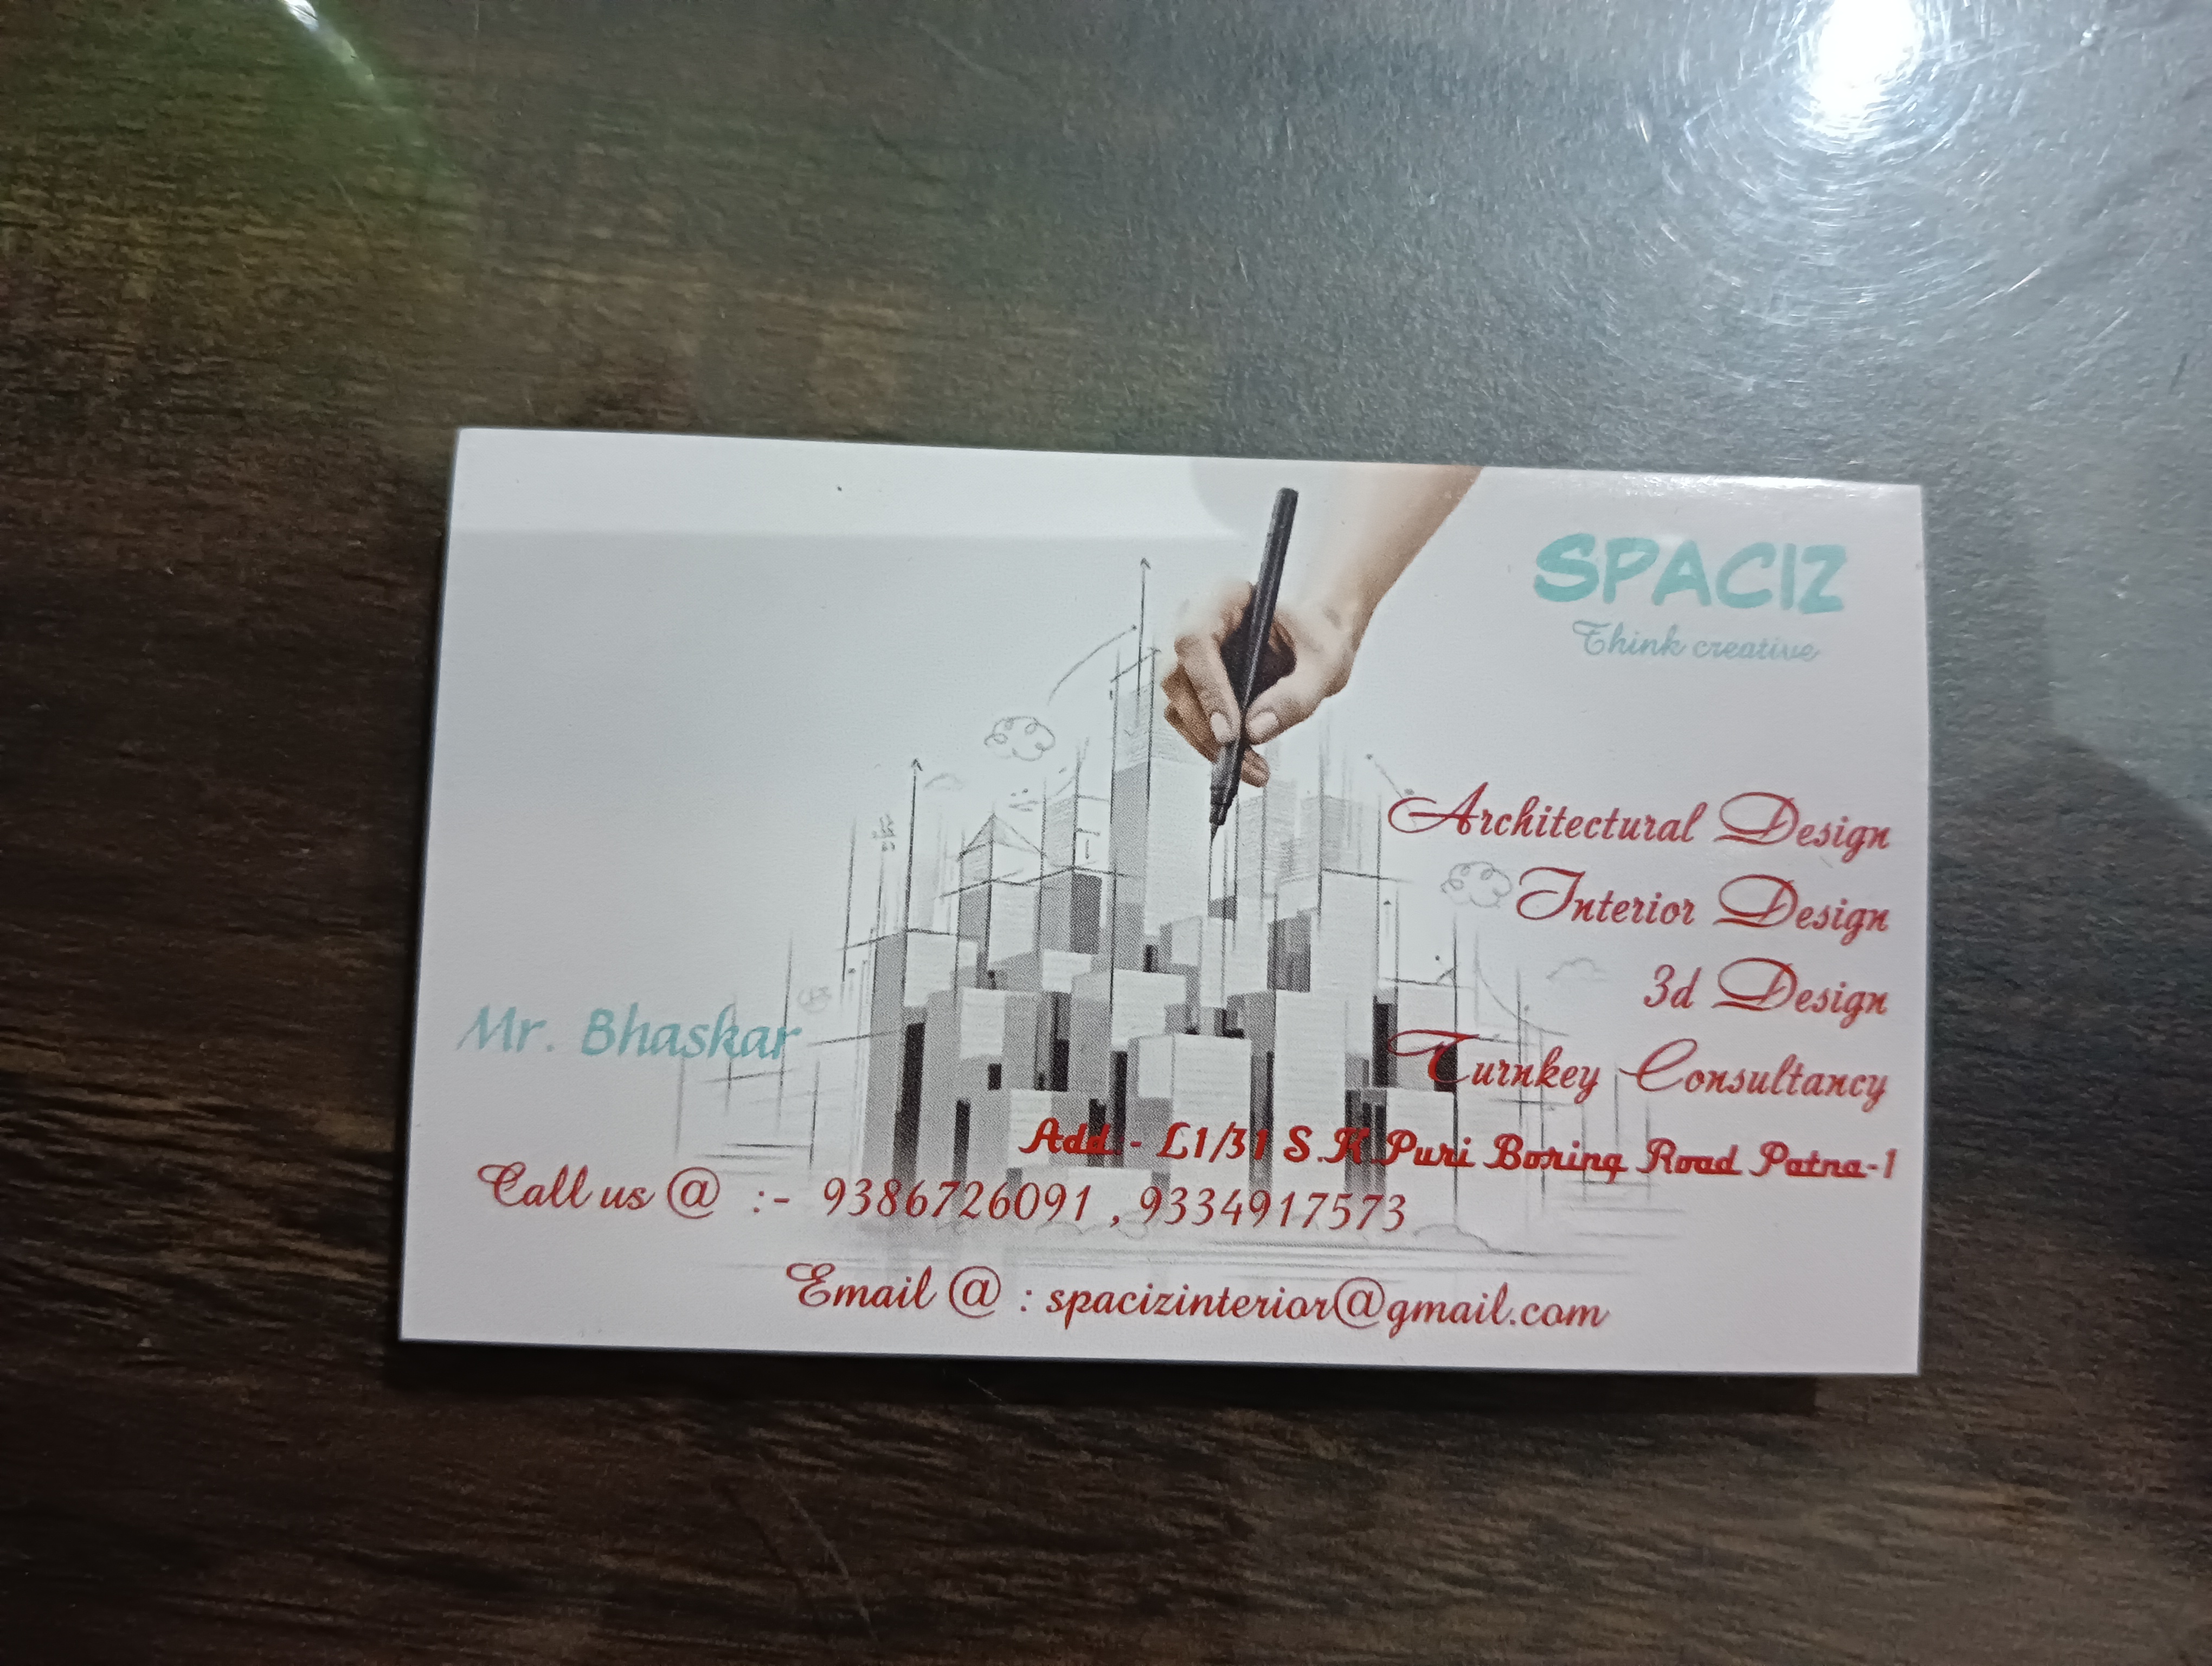 SPACIZ
Think creative
Architectural Design
Interior Design
3d Design
Turnkey Consultancy
Mr. Bhaskar
Add.- L1/31 S.K Puri Boring Road Patna-1
Call us @ :- 9386726091 , 9334917573
Email @ : spacizinterior@gmail.com